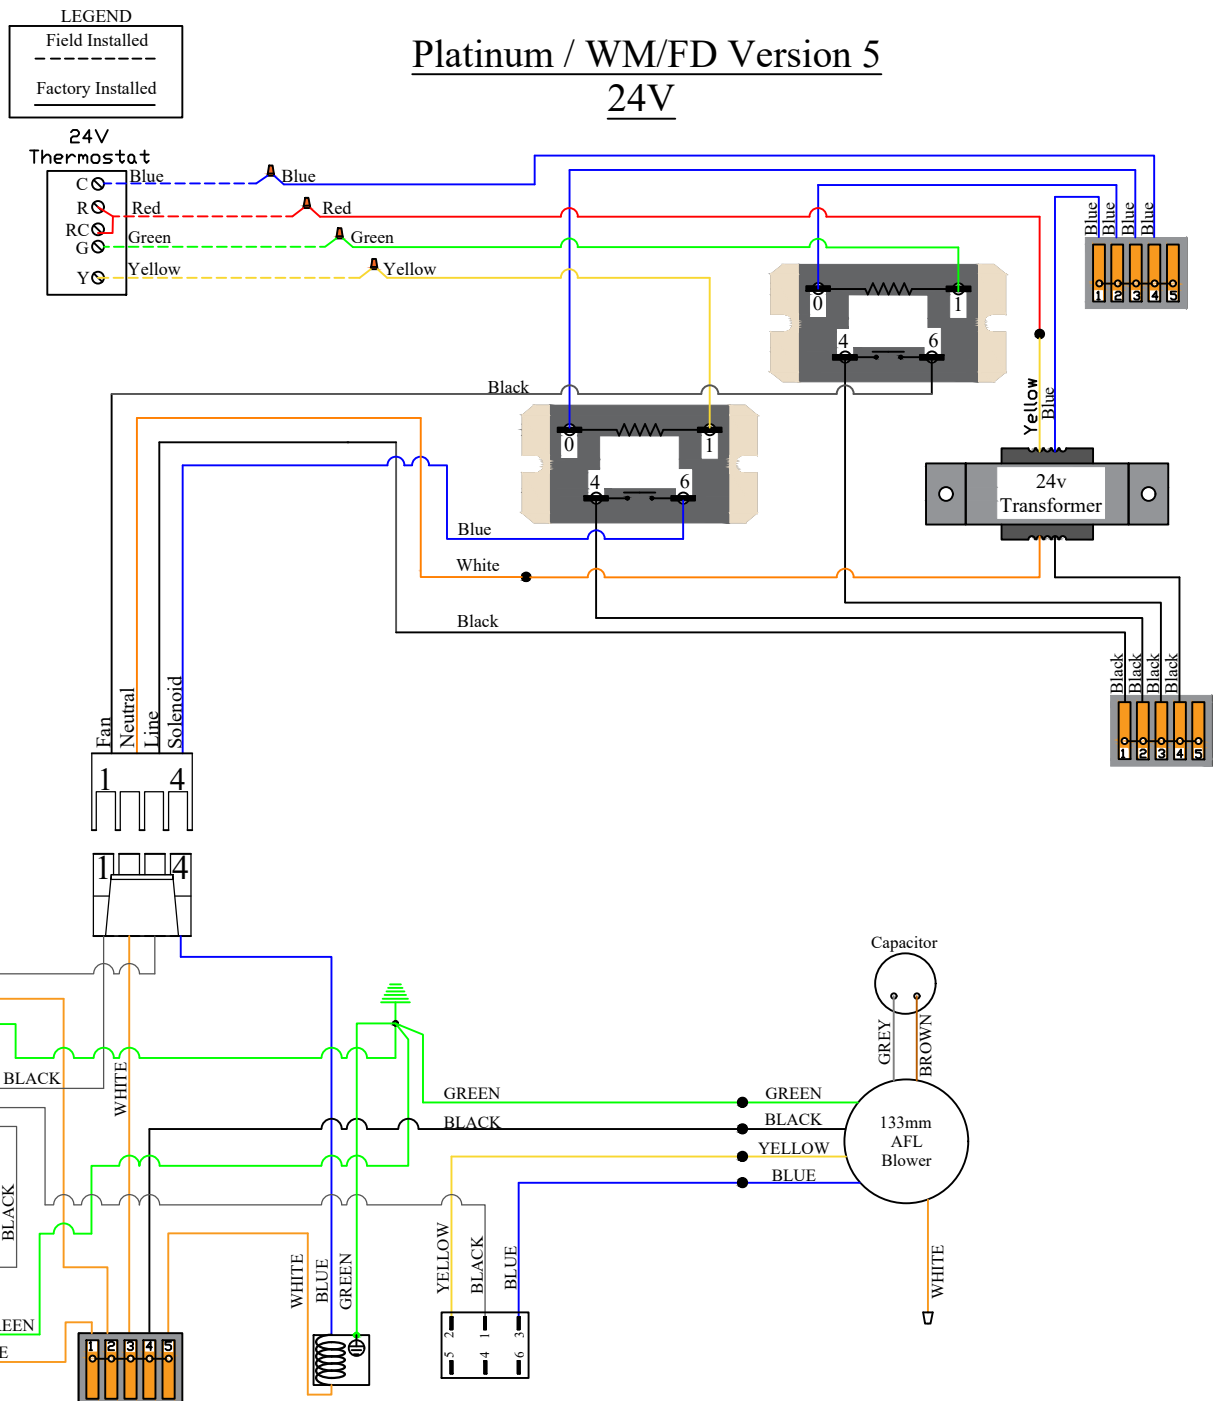 LEGEND
Field Installed
Factory Installed
Platinum / WM/FD Version 5
24V
24V
Thermostat
C
R
RC
G
Y
Blue
Blue
Red
Red
Green
Green
Yellow
Yellow
Blue
Blue
Blue
Blue
1 2 3 4 5
0
1
4
6
Black
0
1
4
6
Yellow
Blue
24v
Transformer
Blue
White
Black
Black
Black
Black
Black
1 2 3 4 5
Fan
Neutral
Line
Solenoid
1 4
1 4
Capacitor
GREY
BROWN
BLACK
WHITE
GREEN
GREEN
BLACK
BLACK
YELLOW
BLUE
133mm
AFL
Blower
BLACK
WHITE
BLUE
GREEN
YELLOW
BLACK
BLUE
WHITE
REEN
E
1 2 3 4 5
2 1 3
5 4 6